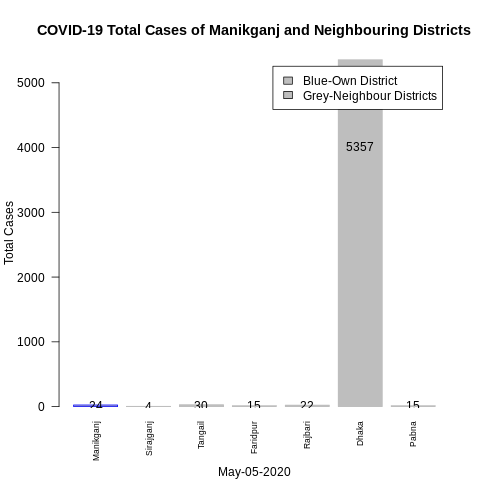 COVID-19 Total Cases of Manikganj and Neighbouring Districts
Blue-Own District
Grey-Neighbour Districts
Total Cases
5000
4000
3000
2000
1000
0
24
4
30
15
22
5357
15
Manikganj
Sirajganj
Tangail
Faridpur
Rajbari
Dhaka
Pabna
May-05-2020